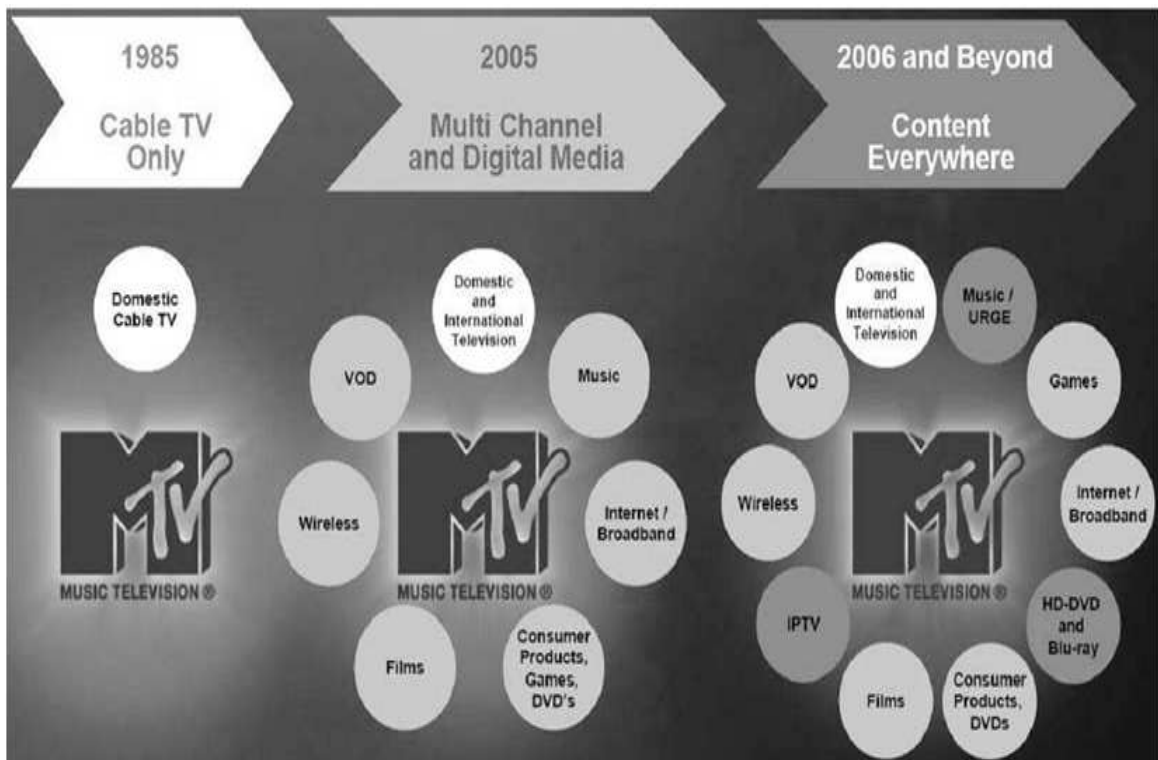 1985
Cable TV
Only
2005
Multi Channel
and Digital Media
2006 and Beyond
Content
Everywhere
Domestic
Cable TV
MTV
MUSIC TELEVISION ®
Domestic
and
International
Television
Music
Internet /
Broadband
Consumer
Products,
Games,
DVD's
Films
Wireless
VOD
MTV
MUSIC TELEVISION ®
Domestic
and
International
Television
Music /
URGE
Games
Internet /
Broadband
HD-DVD
and
Blu-ray
Consumer
Products,
DVDs
Films
IPTV
Wireless
VOD
MTV
MUSIC TELEVISION ®